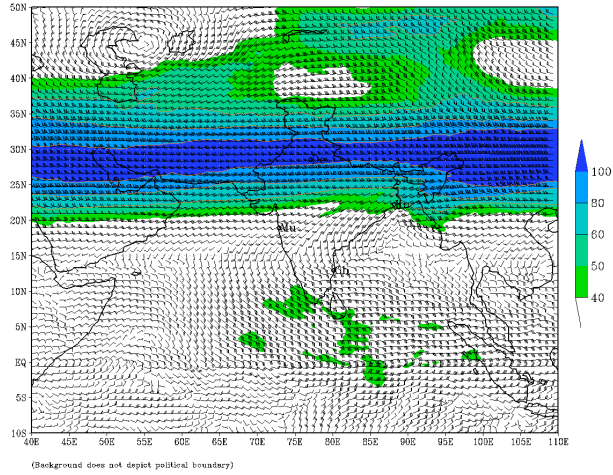 50N
45N
40N
35N
30N
25N
20N
15N
10N
5N
EQ
5S
10S
40E 45E 50E 55E 60E 65E 70E 75E 80E 85E 90E 95E 100E 105E 110E
100
80
60
50
40
Mu
(Background does not depict political boundary)